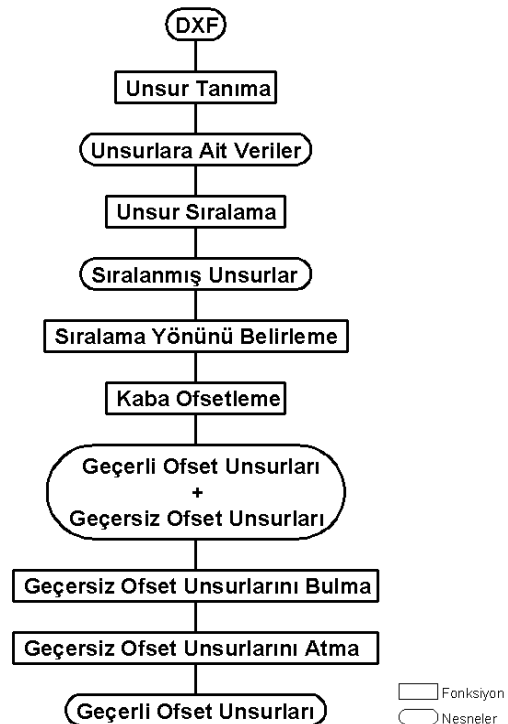 DXF
Unsur Tanıma
Unsurlara Ait Veriler
Unsur Sıralama
Sıralanmış Unsurlar
Sıralama Yönünü Belirleme
Kaba Ofsetleme
Geçerli Ofset Unsurları
+
Geçersiz Ofset Unsurları
Geçersiz Ofset Unsurlarını Bulma
Geçersiz Ofset Unsurlarını Atma
Geçerli Ofset Unsurları
Fonksiyon
Nesneler